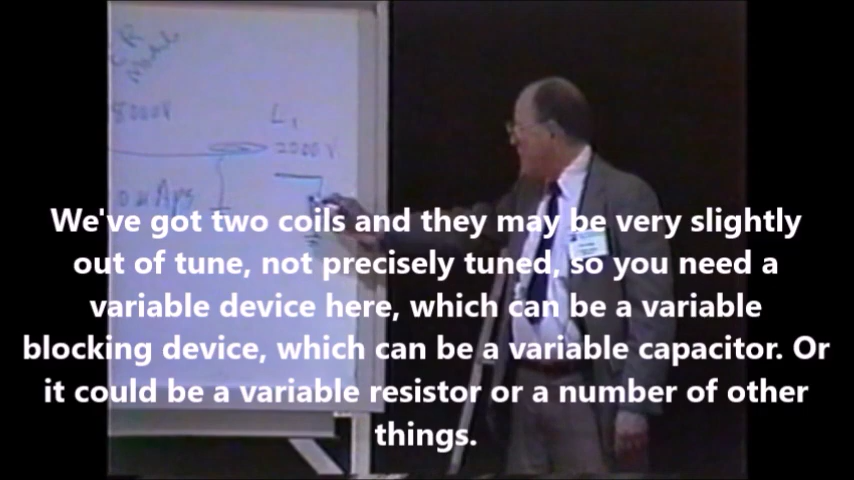 8000V
L1
2000V
We've got two coils and they may be very slightly
out of tune, not precisely tuned, so you need a
variable device here, which can be a variable
blocking device, which can be a variable capacitor. Or
it could be a variable resistor or a number of other
things.